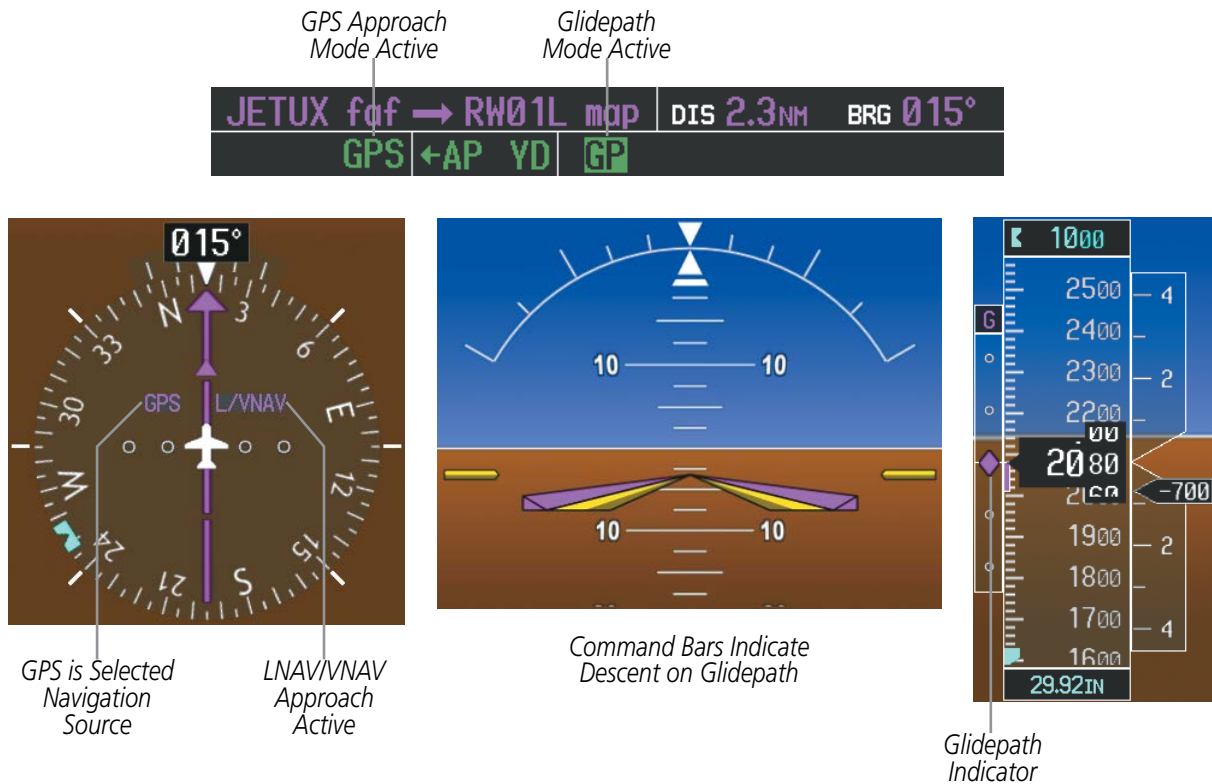 GPS Approach
Mode Active
Glidepath
Mode Active
JETUX faf → RW01L map DIS 2.3NM BRG 015°
GPS ←AP YD GP
015°
N 3 6 E 12 15 S 21 24 W 30 33
GPS L/VNAV
GPS is Selected
Navigation
Source
LNAV/VNAV
Approach
Active
10 10
10 10
Command Bars Indicate
Descent on Glidepath
1000
2500 4
G
2400
2300 2
2200
2080
-700
1900 2
1800
1700 4
1600
29.92IN
Glidepath
Indicator